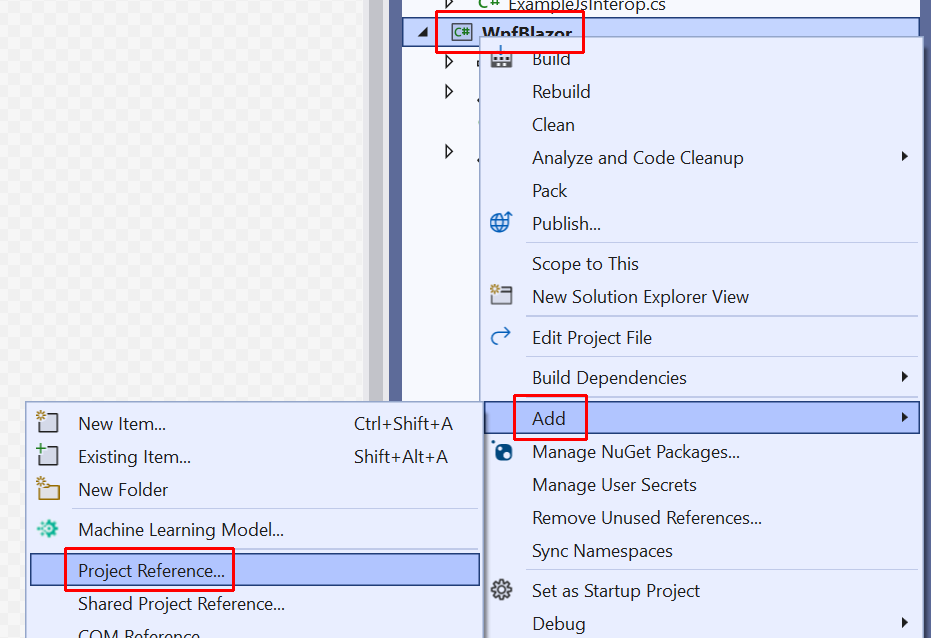 ExampleJsInterop.cs
C# WpfBlazor
Build
Rebuild
Clean
Analyze and Code Cleanup
Pack
Publish...
Scope to This
New Solution Explorer View
Edit Project File
Build Dependencies
Add
Manage NuGet Packages...
Manage User Secrets
Remove Unused References...
Sync Namespaces
Set as Startup Project
Debug
New Item... Ctrl+Shift+A
Existing Item... Shift+Alt+A
New Folder
Machine Learning Model...
Project Reference...
Shared Project Reference...
COM Reference